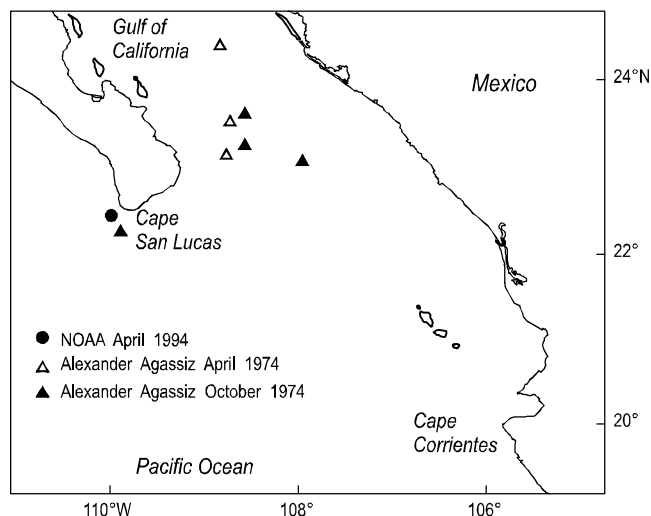 Gulf of
California
Mexico
24°N
Cape
San Lucas
22°
NOAA April 1994
Alexander Agassiz April 1974
Alexander Agassiz October 1974
Cape
Corrientes
20°
Pacific Ocean
110°W
108°
106°